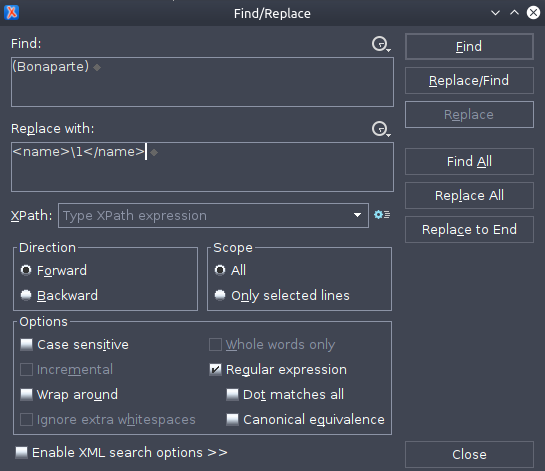 Find/Replace
Find:
(Bonaparte)
Find
Replace/Find
Replace
Replace with:
<name>\1</name>
Find All
Replace All
Replace to End
XPath: Type XPath expression
Direction
Forward
Backward
Scope
All
Only selected lines
Options
Case sensitive
Whole words only
Incremental
Regular expression
Wrap around
Dot matches all
Ignore extra whitespaces
Canonical equivalence
Enable XML search options >>
Close